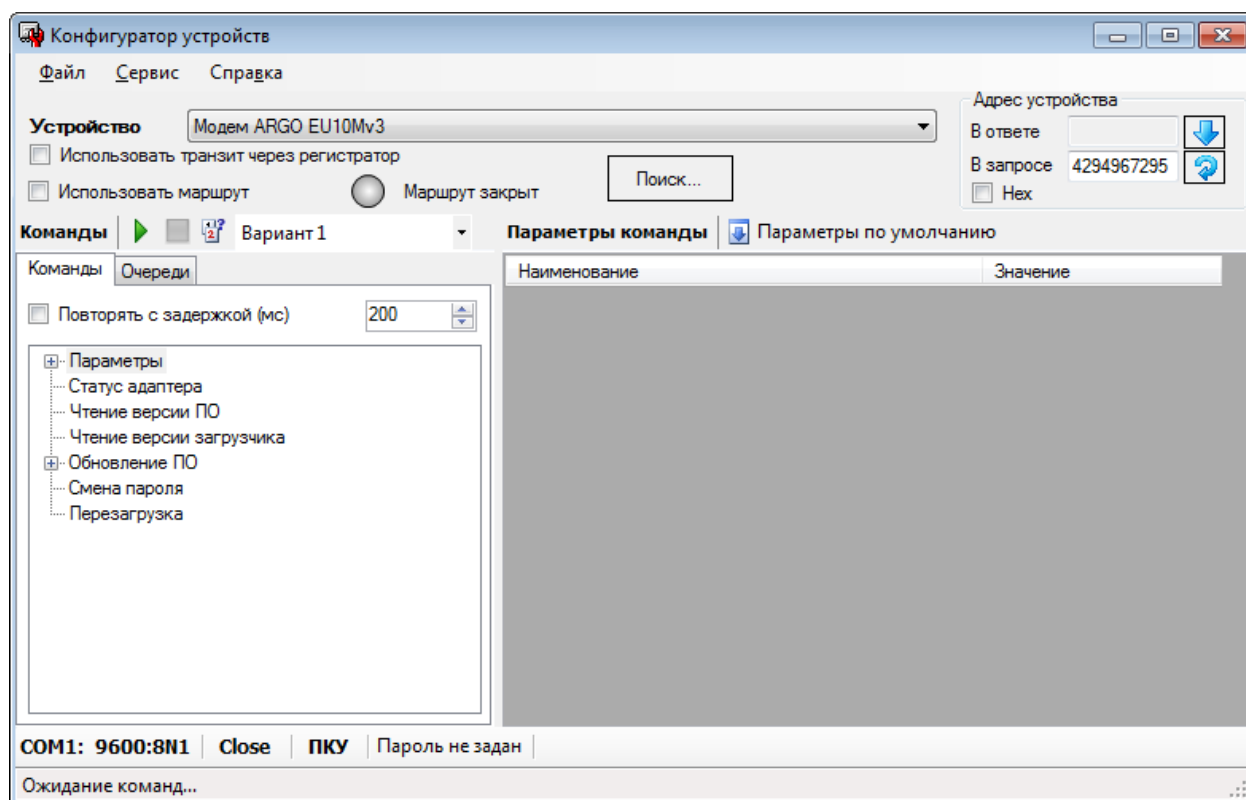 Конфигуратор устройств
Файл Сервис Справка
Адрес устройства
Устройство Модем ARGO EU10Mv3
В ответе
Использовать транзит через регистратор
В запросе 4294967295
Поиск...
Использовать маршрут Маршрут закрыт
Hex
Команды Вариант 1 Параметры команды Параметры по умолчанию
Команды Очереди
Наименование Значение
Повторять с задержкой (мс) 200
Параметры
Статус адаптера
Чтение версии ПО
Чтение версии загрузчика
Обновление ПО
Смена пароля
Перезагрузка
COM1: 9600:8N1 Close ПКУ Пароль не задан
Ожидание команд...